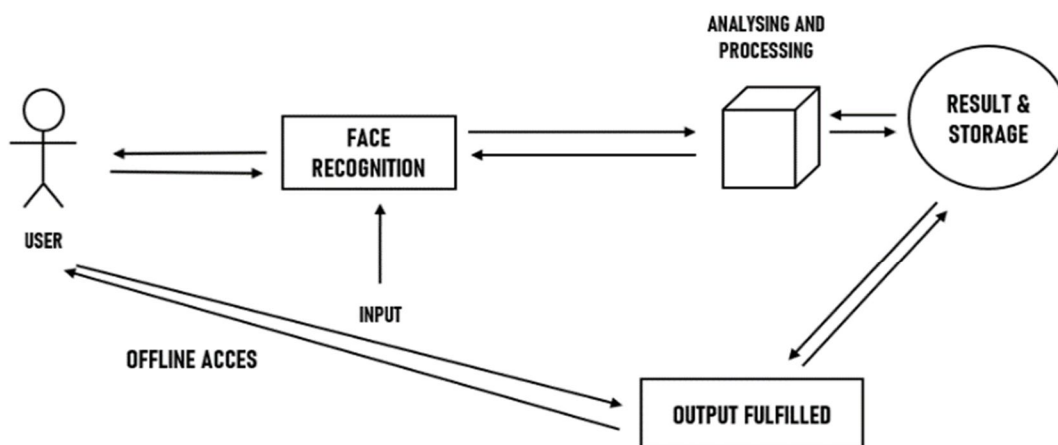 ANALYSING AND
PROCESSING
RESULT &
STORAGE
FACE
RECOGNITION
USER
INPUT
OFFLINE ACCES
OUTPUT FULFILLED